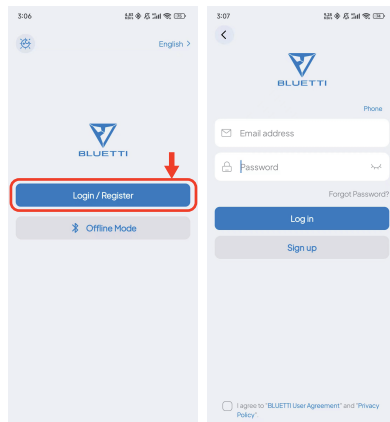 3:06
English >
BLUETTI
Login / Register
Offline Mode
3:07
BLUETTI
Phone
Email address
Password
Forgot Password?
Log in
Sign up
I agree to "BLUETTI User Agreement" and "Privacy
Policy".